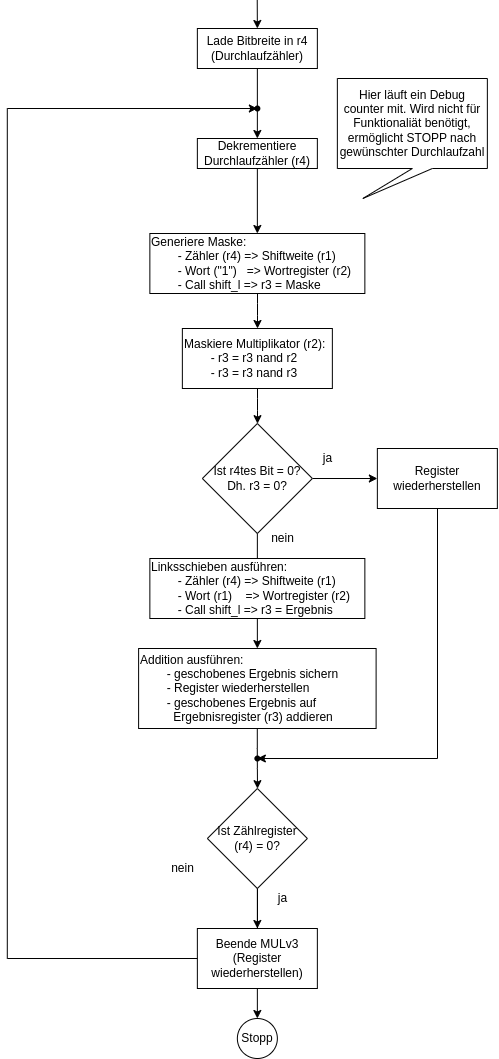 Lade Bitbreite in r4
(Durchlaufzähler)
Hier läuft ein Debug
counter mit. Wird nicht für
Funktionaliät benötigt,
ermöglicht STOPP nach
gewünschter Durchlaufzahl
Dekrementiere
Durchlaufzähler (r4)
Generiere Maske:
- Zähler (r4) => Shiftweite (r1)
- Wort ("1") => Wortregister (r2)
- Call shift_l => r3 = Maske
Maskiere Multiplikator (r2):
- r3 = r3 nand r2
- r3 = r3 nand r3
Ist r4tes Bit = 0?
Dh. r3 = 0?
ja
Register
wiederherstellen
nein
Linksschieben ausführen:
- Zähler (r4) => Shiftweite (r1)
- Wort (r1) => Wortregister (r2)
- Call shift_l => r3 = Ergebnis
Addition ausführen:
- geschobenes Ergebnis sichern
- Register wiederherstellen
- geschobenes Ergebnis auf
Ergebnisregister (r3) addieren
Ist Zählregister
(r4) = 0?
nein
ja
Beende MULv3
(Register
wiederherstellen)
Stopp